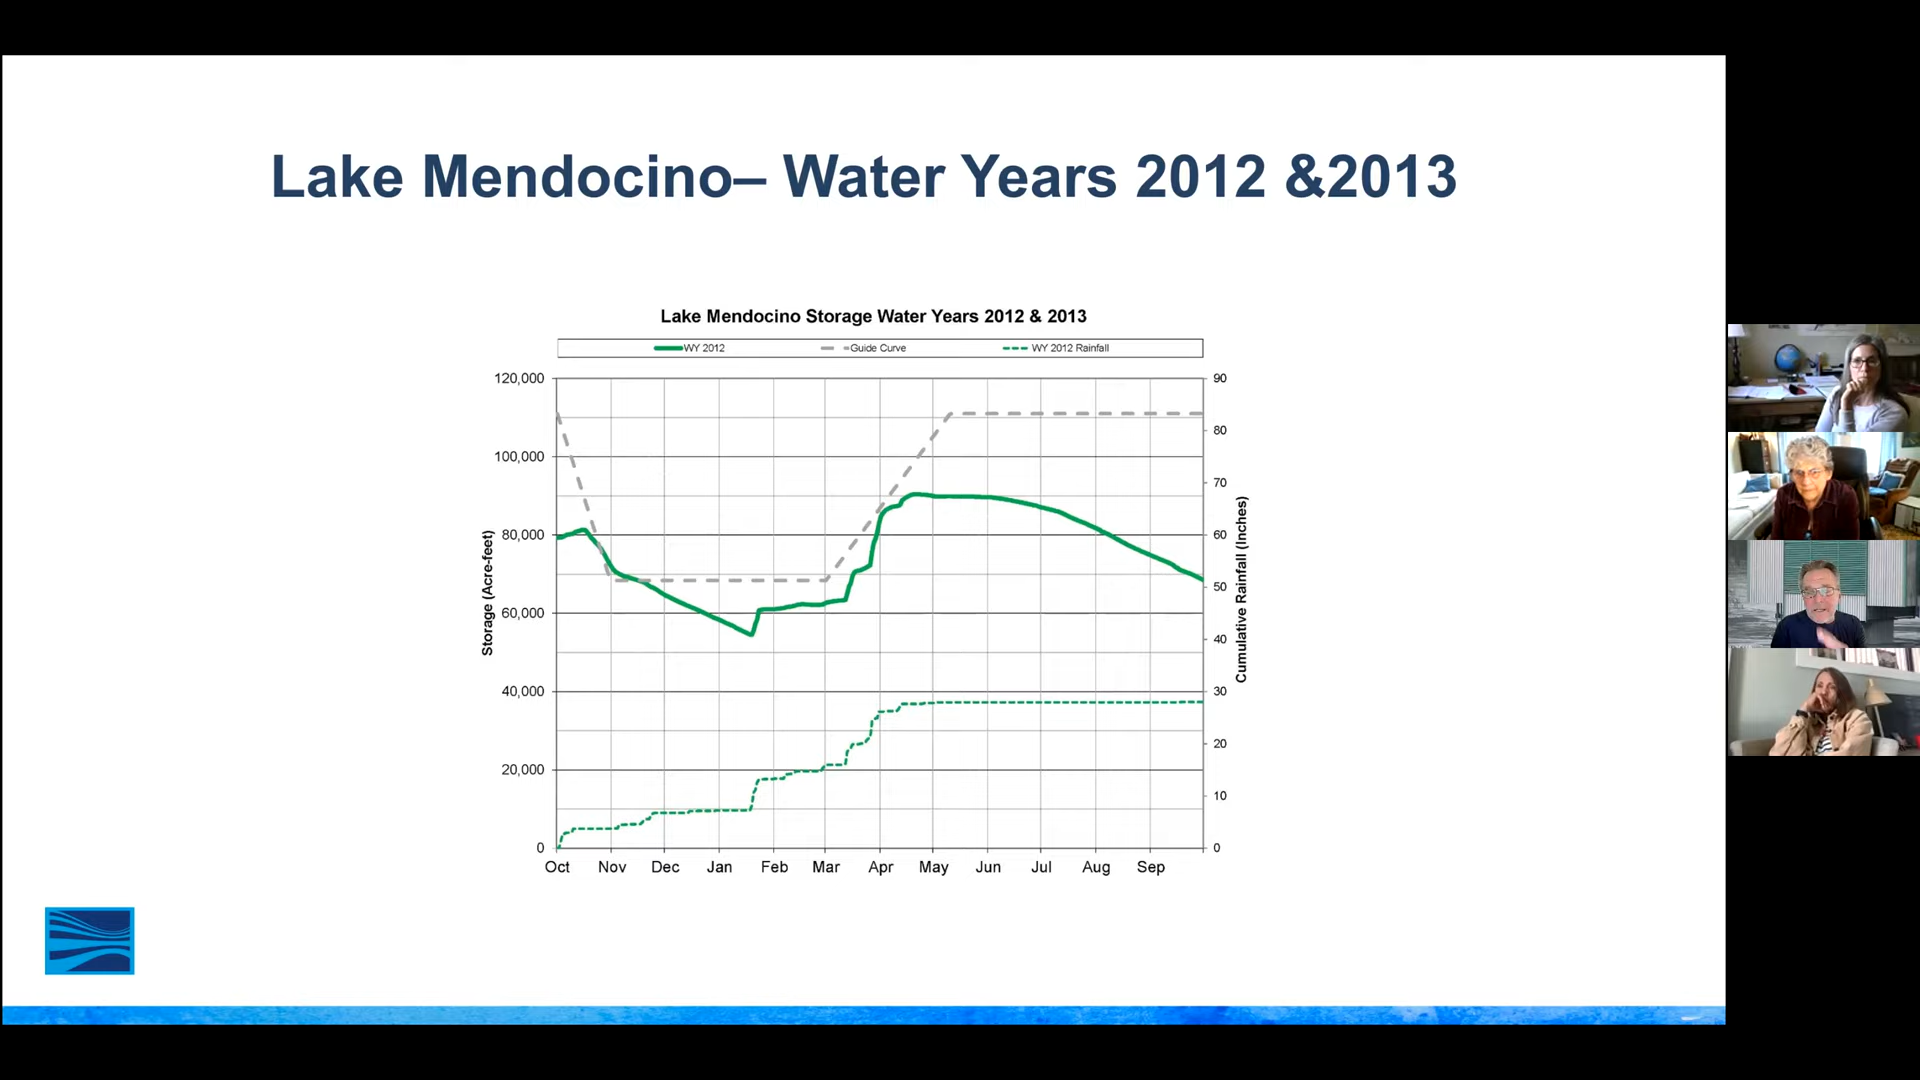 Lake Mendocino– Water Years 2012 &2013
Lake Mendocino Storage Water Years 2012 & 2013
WY 2012 Guide Curve WY 2012 Rainfall
Storage (Acre-feet)
120,000
100,000
80,000
60,000
40,000
20,000
0
90
80
70
60
50
40
30
20
10
0
Cumulative Rainfall (Inches)
Oct Nov Dec Jan Feb Mar Apr May Jun Jul Aug Sep